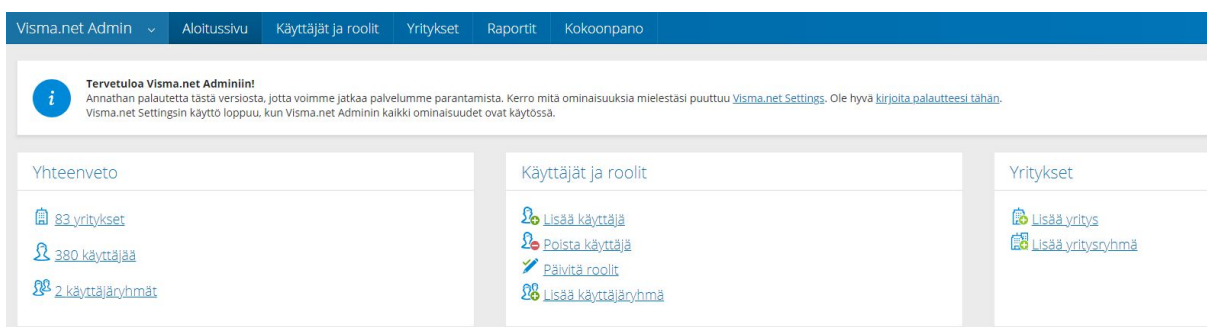 Visma.net Admin Aloitussivu Käyttäjät ja roolit Yritykset Raportit Kokoonpano
Tervetuloa Visma.net Adminiin!
Annathan palautetta tästä versiosta, jotta voimme jatkaa palvelumme parantamista. Kerro mitä ominaisuuksia mielestäsi puuttuu Visma.net Settings. Ole hyvä kirjoita palautteesi tähän.
Visma.net Settingsin käyttö loppuu, kun Visma.net Adminin kaikki ominaisuudet ovat käytössä.
Yhteenveto
83 yritykset
380 käyttäjää
2 käyttäjäryhmät
Käyttäjät ja roolit
Lisää käyttäjä
Poista käyttäjä
Päivitä roolit
Lisää käyttäjäryhmä
Yritykset
Lisää yritys
Lisää yritysryhmä